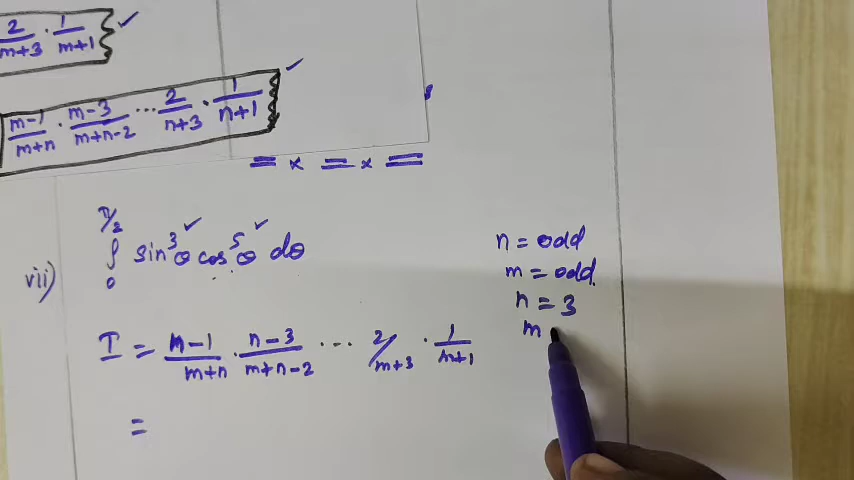 2/m+3 · 1/m+1 ✓
m-1/m+n · m-3/m+n-2 ... 2/n+3 · 1/n+1 ✓
= x = x =
vii) ∫₀^π/2 sin³θ cos⁵θ dθ
n = odd
m = odd.
n = 3
m
I = n-1/m+n · n-3/m+n-2 ... 2/m+3 · 1/m+1
=